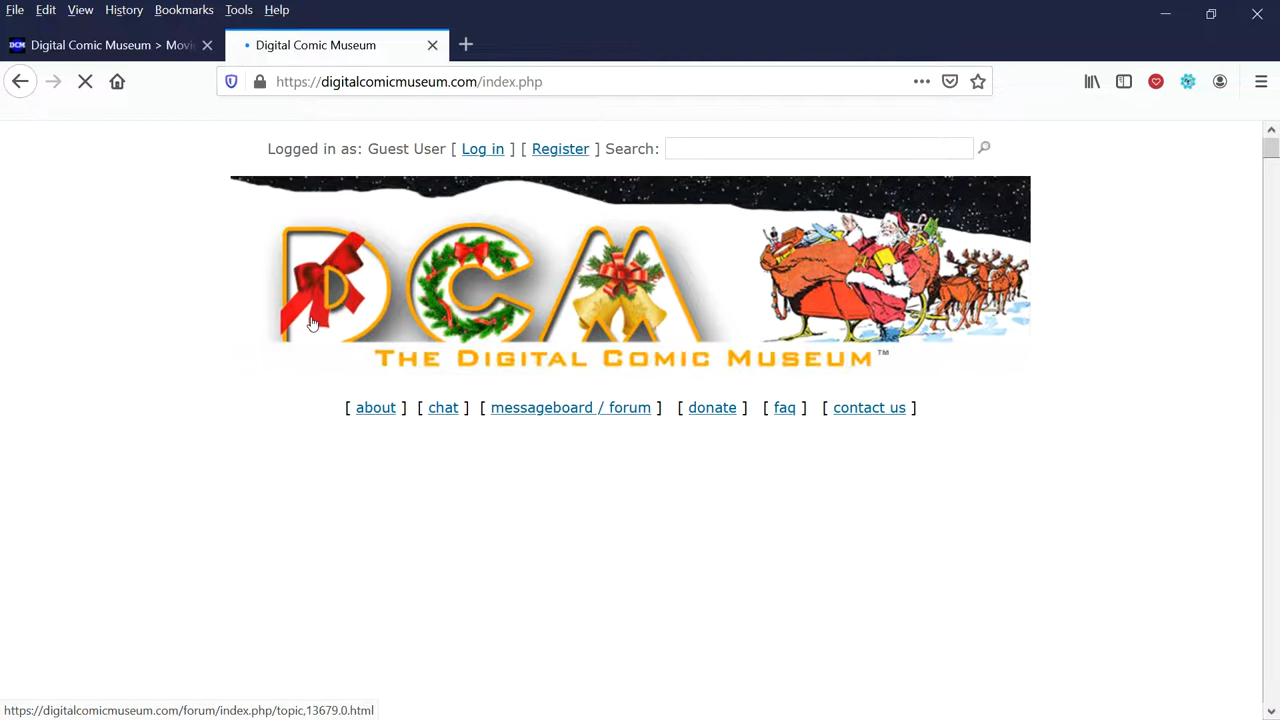 File Edit View History Bookmarks Tools Help
DCM Digital Comic Museum > Movi
Digital Comic Museum
https://digitalcomicmuseum.com/index.php
Logged in as: Guest User [ Log in ] [ Register ] Search:
DCM
The Digital Comic Museum™
[ about ] [ chat ] [ messageboard / forum ] [ donate ] [ faq ] [ contact us ]
https://digitalcomicmuseum.com/forum/index.php/topic,13679.0.html